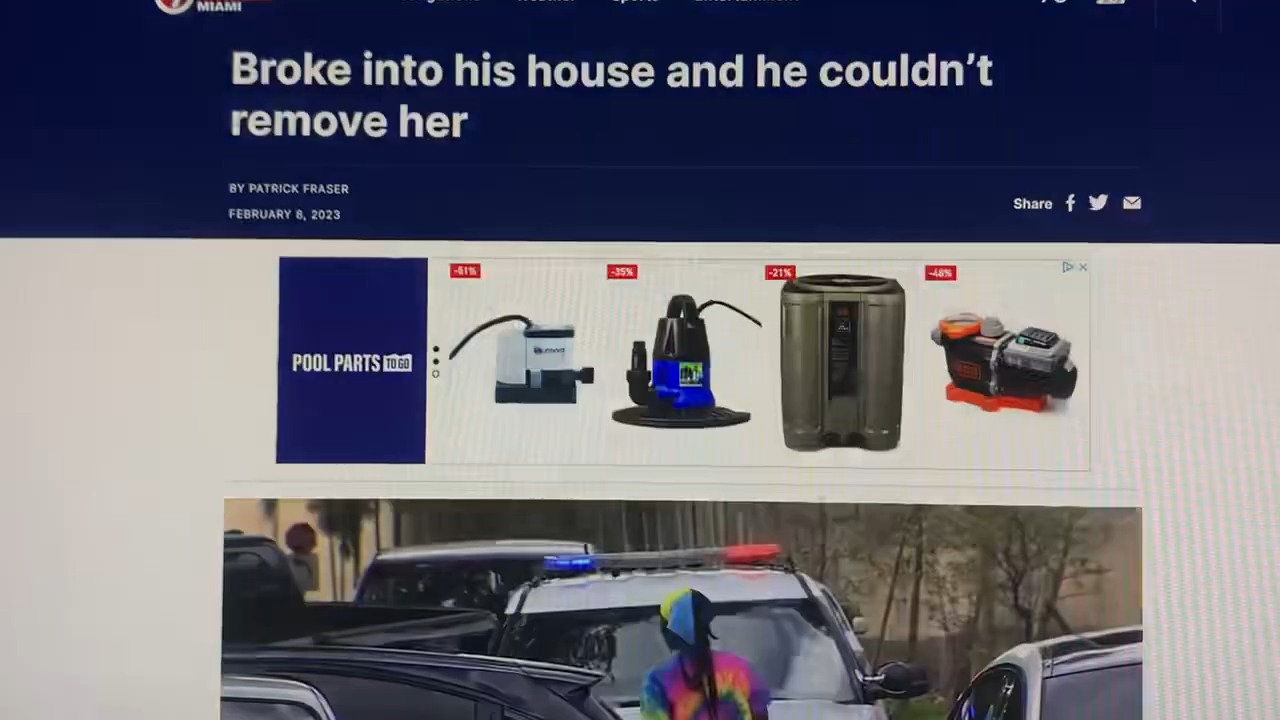 MIAMI
Broke into his house and he couldn't
remove her
BY PATRICK FRASER
FEBRUARY 8, 2023
Share
-51%
-35%
-21%
-48%
POOL PARTS TO GO